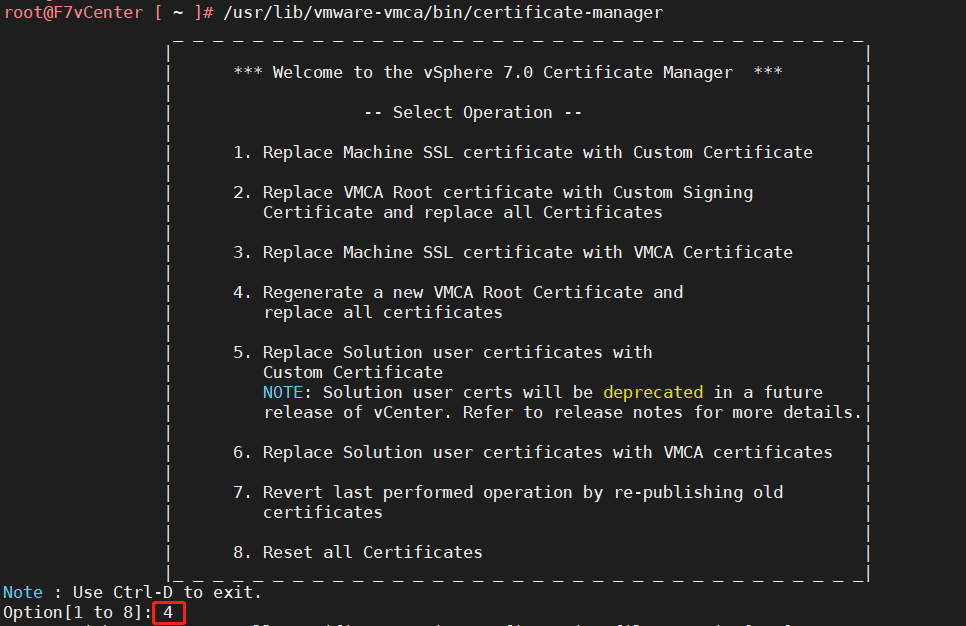 root@F7vCenter [ ~ ]# /usr/lib/vmware-vmca/bin/certificate-manager
*** Welcome to the vSphere 7.0 Certificate Manager ***
-- Select Operation --
1. Replace Machine SSL certificate with Custom Certificate
2. Replace VMCA Root certificate with Custom Signing
Certificate and replace all Certificates
3. Replace Machine SSL certificate with VMCA Certificate
4. Regenerate a new VMCA Root Certificate and
replace all certificates
5. Replace Solution user certificates with
Custom Certificate
NOTE: Solution user certs will be deprecated in a future
release of vCenter. Refer to release notes for more details.
6. Replace Solution user certificates with VMCA certificates
7. Revert last performed operation by re-publishing old
certificates
8. Reset all Certificates
Note : Use Ctrl-D to exit.
Option[1 to 8]: 4